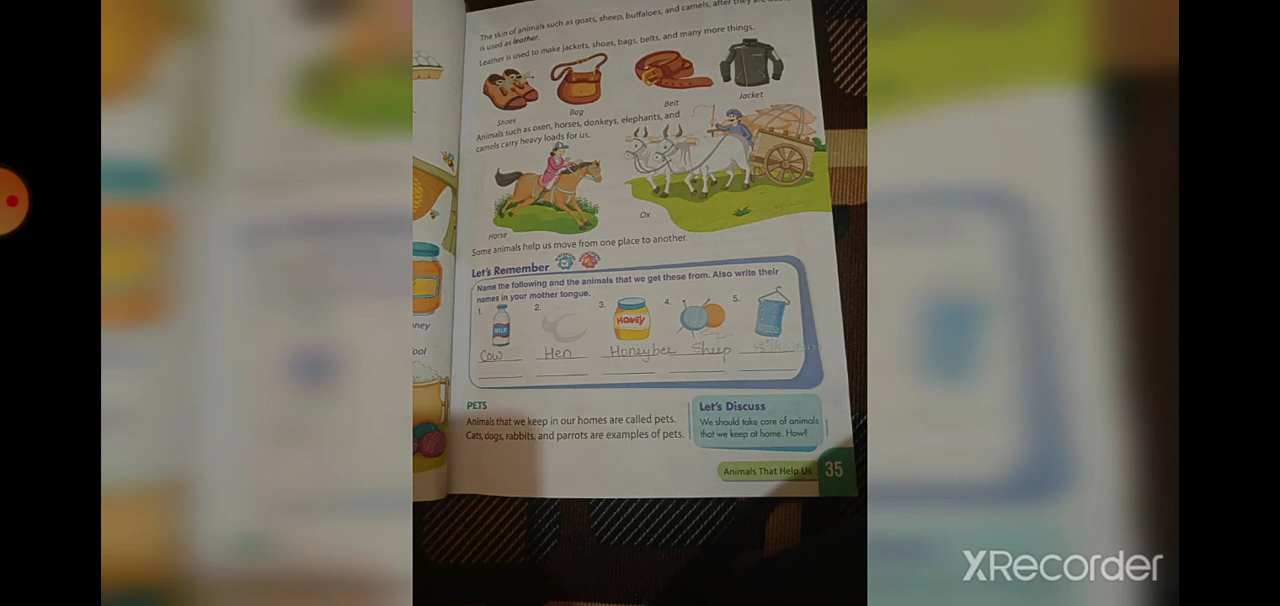 The skin of animals such as goats, sheep, buffaloes, and camels, after they are
is used as leather.
Leather is used to make jackets, shoes, bags, belts, and many more things.
Shoes
Bag
Belt
Jacket
Animals such as oxen, horses, donkeys, elephants, and
camels carry heavy loads for us.
Horse
Ox
Some animals help us move from one place to another.
Let's Remember
Name the following and the animals that we get these from. Also write their
names in your mother tongue.
1. 2. 3. 4. 5.
MILK
HONEY
Cow Hen Honeybee Sheep
ney
ool
PETS
Animals that we keep in our homes are called pets.
Cats, dogs, rabbits, and parrots are examples of pets.
Let's Discuss
We should take care of animals
that we keep at home. How?
Animals That Help Us 35
XRecorder